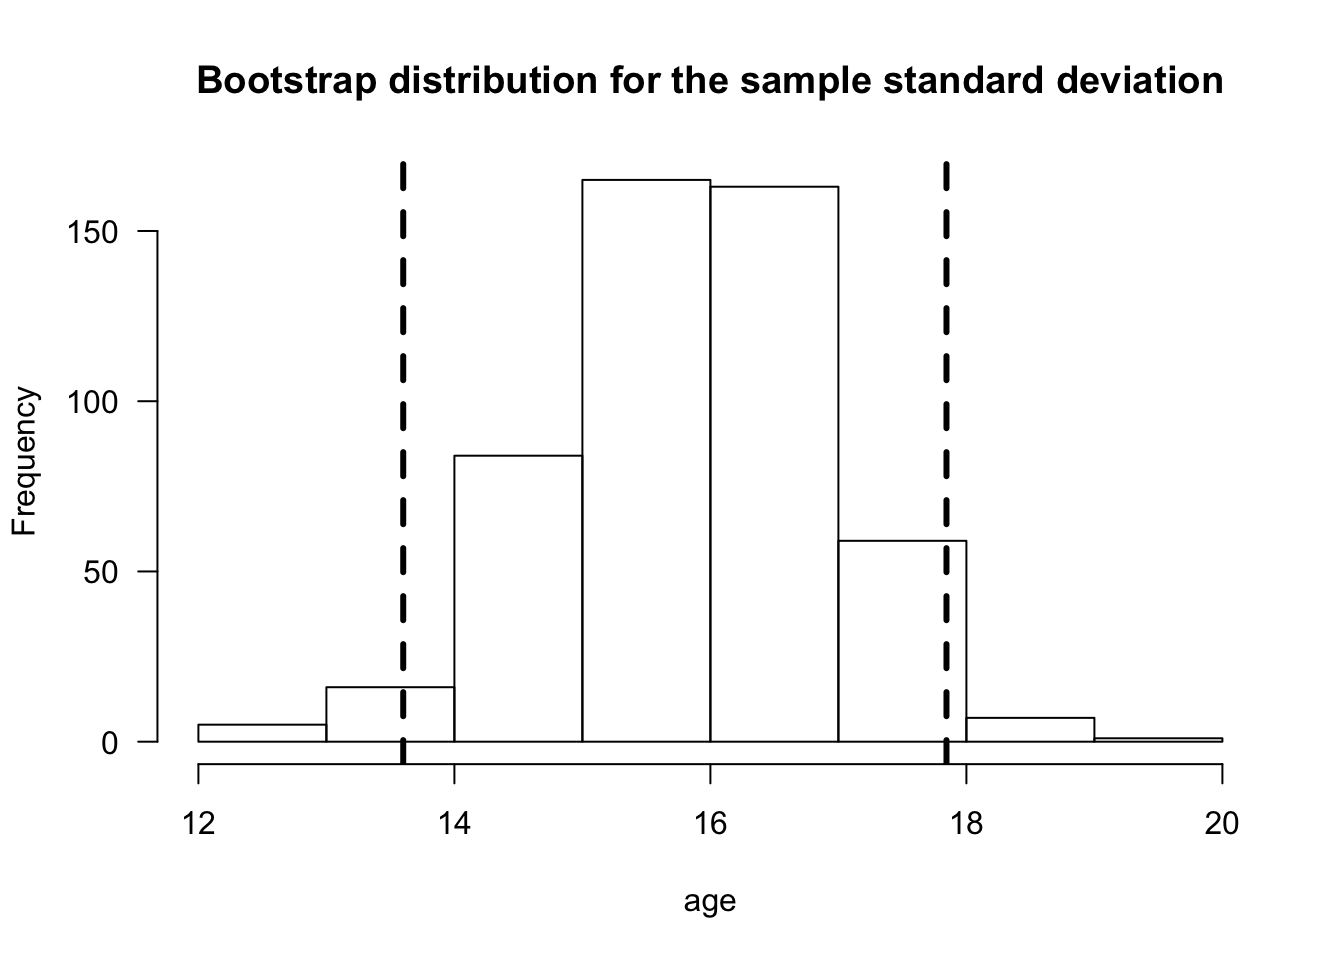 Bootstrap distribution for the sample standard deviation
150
100
50
0
Frequency
12 14 16 18 20
age